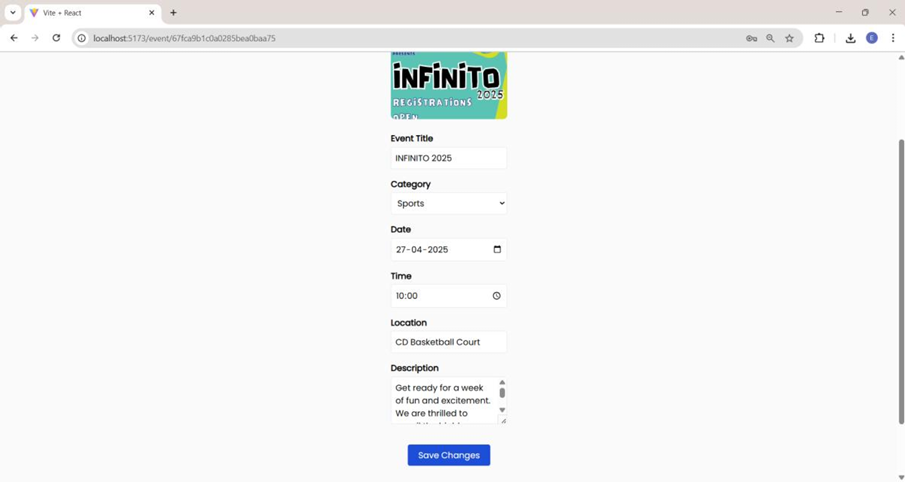 Vite + React
localhost:5173/event/67fca9b1c0a0285bea0baa75
E
INFINITO
2025
REGISTRATIONS
OPEN
Event Title
INFINITO 2025
Category
Sports
Date
27-04-2025
Time
10:00
Location
CD Basketball Court
Description
Get ready for a week
of fun and excitement.
We are thrilled to
Save Changes